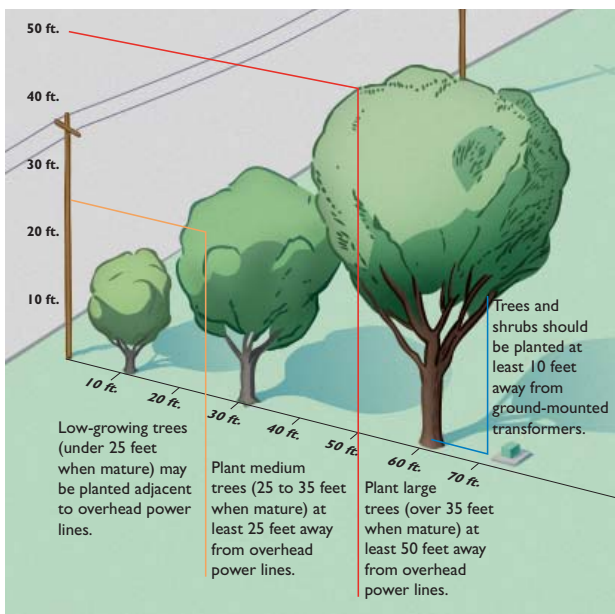 50 ft.
40 ft.
30 ft.
20 ft.
10 ft.
10 ft.
20 ft.
30 ft.
40 ft.
50 ft.
60 ft.
70 ft.
Low-growing trees
(under 25 feet
when mature) may
be planted adjacent
to overhead power
lines.
Plant medium
trees (25 to 35 feet
when mature) at
least 25 feet away
from overhead
power lines.
Plant large
trees (over 35 feet
when mature) at
least 50 feet away
from overhead
power lines.
Trees and
shrubs should
be planted at
least 10 feet
away from
ground-mounted
transformers.